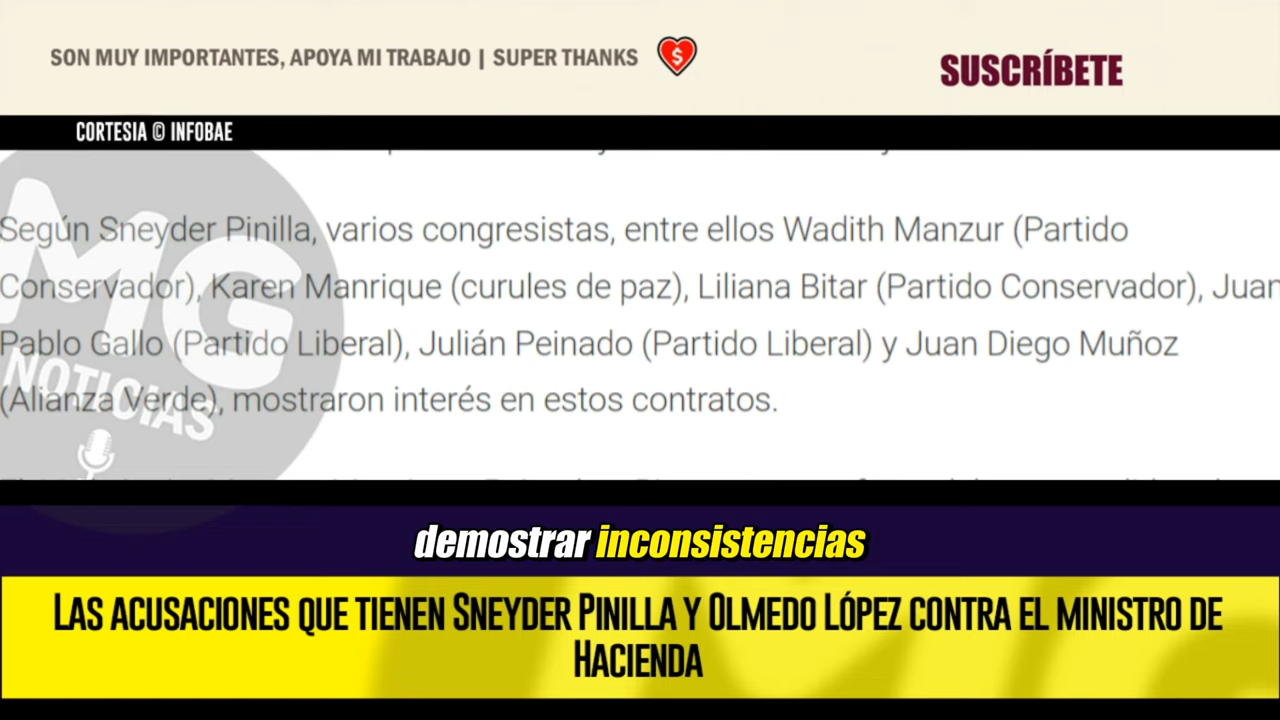 SON MUY IMPORTANTES, APOYA MI TRABAJO | SUPER THANKS
SUSCRÍBETE
CORTESIA © INFOBAE
Según Sneyder Pinilla, varios congresistas, entre ellos Wadith Manzur (Partido
Conservador), Karen Manrique (curules de paz), Liliana Bitar (Partido Conservador), Juan
Pablo Gallo (Partido Liberal), Julián Peinado (Partido Liberal) y Juan Diego Muñoz
(Alianza Verde), mostraron interés en estos contratos.
MG
NOTICIAS
demostrar inconsistencias
LAS ACUSACIONES QUE TIENEN SNEYDER PINILLA Y OLMEDO LÓPEZ CONTRA EL MINISTRO DE
HACIENDA